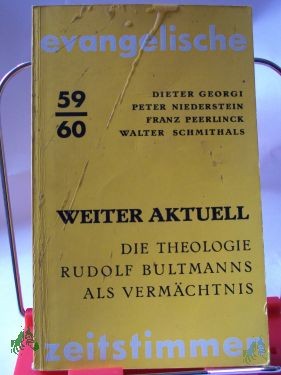 evangelische
59
60
DIETER GEORGI
PETER NIEDERSTEIN
FRANZ PEERLINCK
WALTER SCHMITHALS
WEITER AKTUELL
DIE THEOLOGIE
RUDOLF BULTMANNS
ALS VERMÄCHTNIS
zeitstimmen